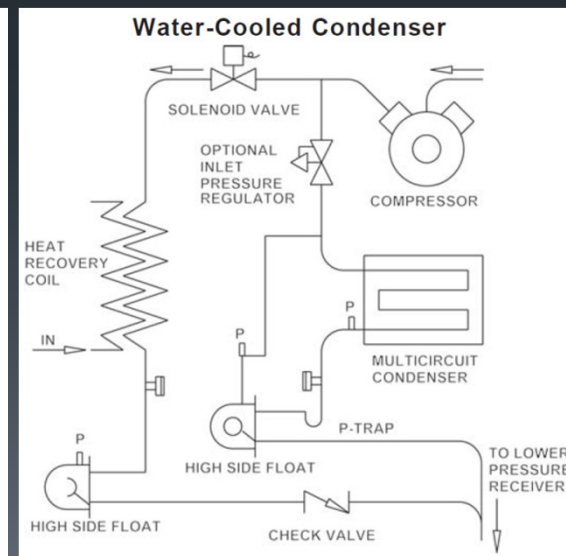 Water-Cooled Condenser
SOLENOID VALVE
OPTIONAL
INLET
PRESSURE
REGULATOR
COMPRESSOR
HEAT
RECOVERY
COIL
IN
P
P
MULTICIRCUIT
CONDENSER
P-TRAP
P
HIGH SIDE FLOAT
TO LOWER
PRESSURE
RECEIVER
HIGH SIDE FLOAT
CHECK VALVE